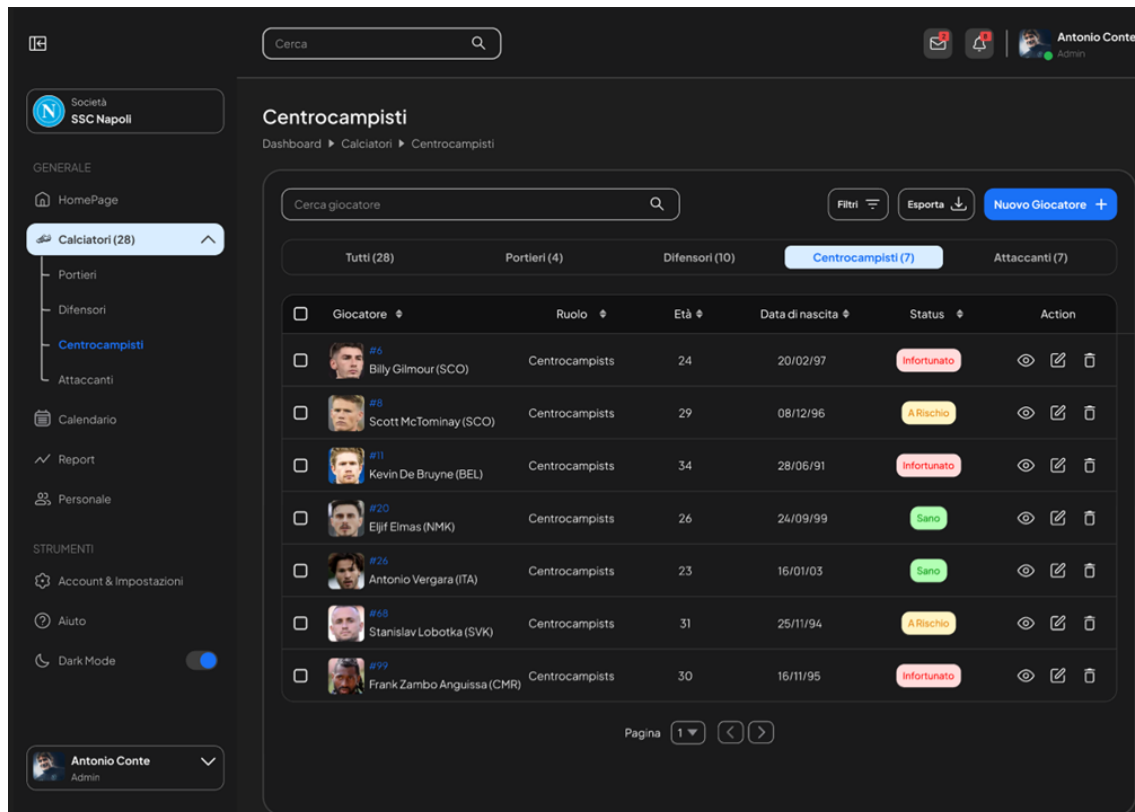 Cerca
2
8
Antonio Conte
Admin
Società
SSC Napoli
GENERALE
HomePage
Calciatori (28)
Portieri
Difensori
Centrocampisti
Attaccanti
Calendario
Report
Personale
STRUMENTI
Account & Impostazioni
Aiuto
Dark Mode
Antonio Conte
Admin
Centrocampisti
Dashboard Calciatori Centrocampisti
Cerca giocatore
Filtri
Esporta
Nuovo Giocatore +
Tutti (28) Portieri (4) Difensori (10) Centrocampisti (7) Attaccanti (7)
Giocatore Ruolo Età Data di nascita Status Action
#6
Billy Gilmour (SCO) Centrocampists 24 20/02/97 Infortunato
#8
Scott McTominay (SCO) Centrocampists 29 08/12/96 A Rischio
#11
Kevin De Bruyne (BEL) Centrocampists 34 28/06/91 Infortunato
#20
Eljif Elmas (NMK) Centrocampists 26 24/09/99 Sano
#26
Antonio Vergara (ITA) Centrocampists 23 16/01/03 Sano
#68
Stanislav Lobotka (SVK) Centrocampists 31 25/11/94 A Rischio
#99
Frank Zambo Anguissa (CMR) Centrocampists 30 16/11/95 Infortunato
Pagina 1